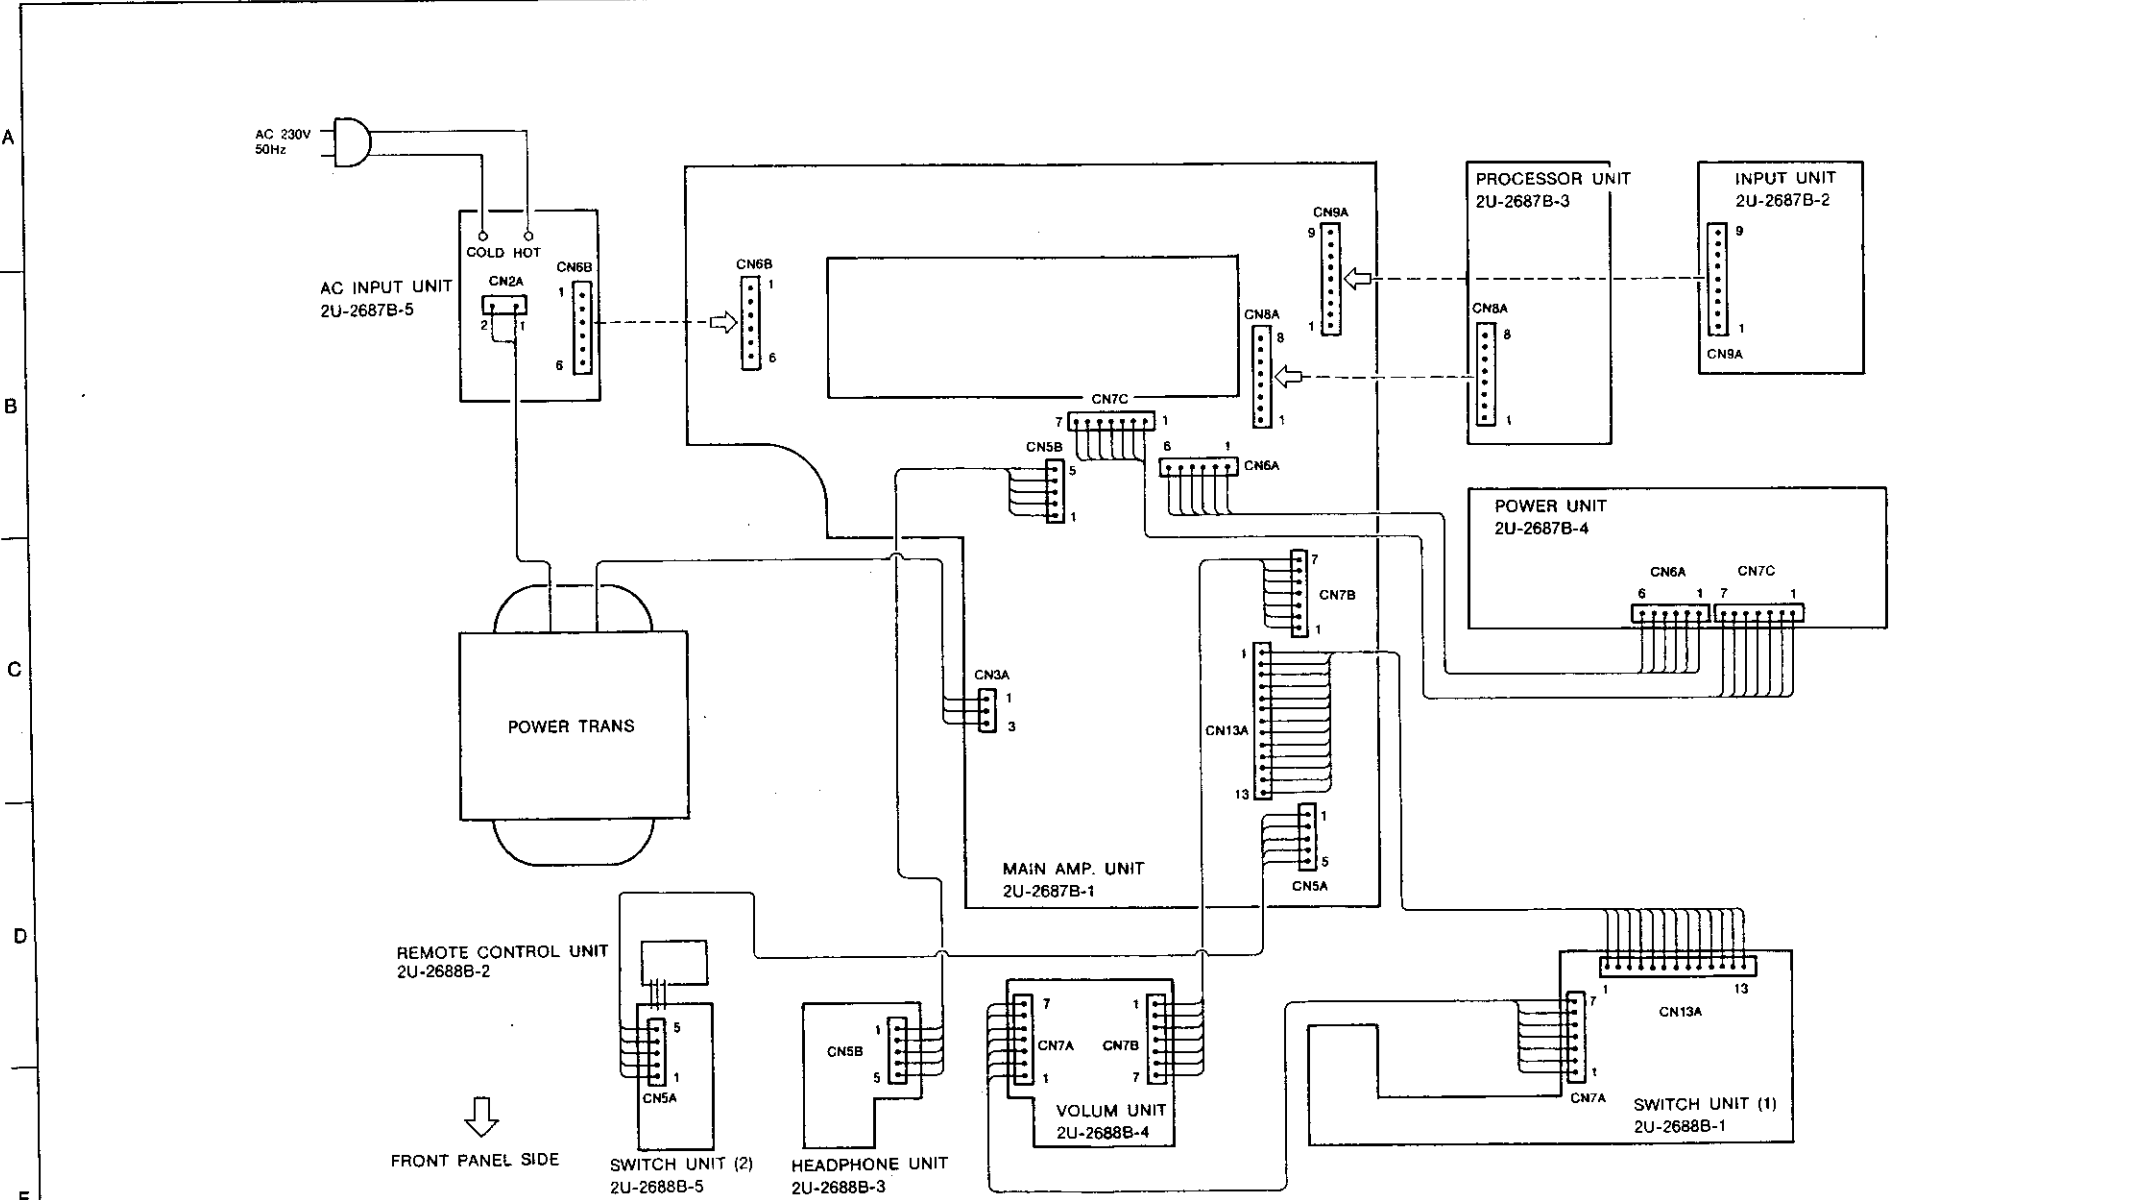 A
B
C
D
E
AC 230V
50Hz
COLD HOT
CN2A
2 1
CN6B
1
6
AC INPUT UNIT
2U-2687B-5
CN6B
1
6
CN9A
9
1
CN8A
8
1
PROCESSOR UNIT
2U-2687B-3
CN8A
8
1
INPUT UNIT
2U-2687B-2
9
1
CN9A
CN7C
7 1
CN5B
5
1
6 1
CN6A
POWER UNIT
2U-2687B-4
CN6A CN7C
6 1 7 1
7
CN7B
1
POWER TRANS
CN3A
1
3
1
CN13A
13
1
5
CN5A
MAIN AMP. UNIT
2U-2687B-1
REMOTE CONTROL UNIT
2U-2688B-2
5
1
CN5A
FRONT PANEL SIDE
SWITCH UNIT (2)
2U-2688B-5
1
CN5B
5
HEADPHONE UNIT
2U-2688B-3
7 1
CN7A CN7B
1 7
VOLUM UNIT
2U-2688B-4
1 13
CN13A
7
1
CN7A
SWITCH UNIT (1)
2U-2688B-1